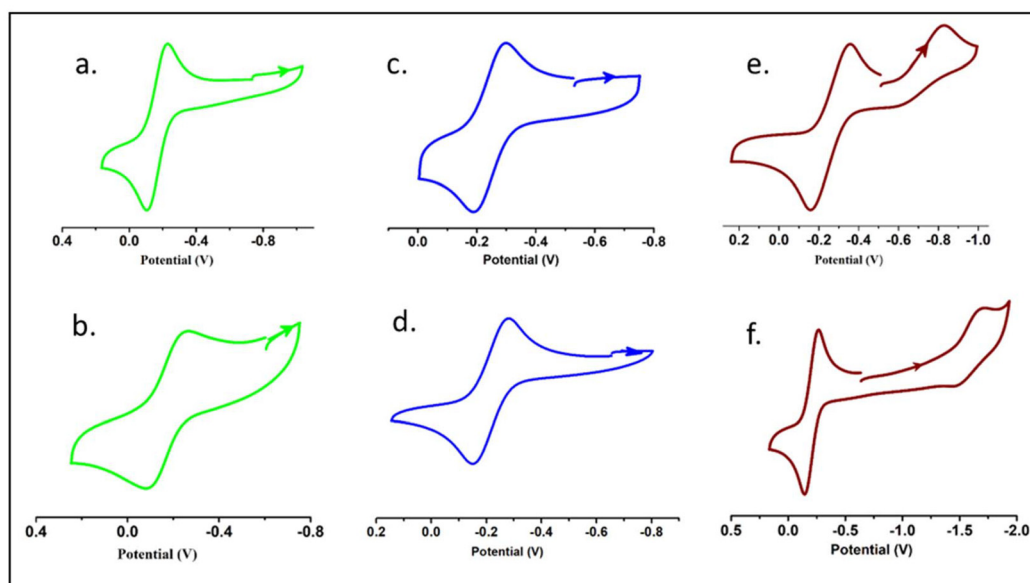 a.
0.4 0.0 -0.4 -0.8
Potential (V)
c.
0.0 -0.2 -0.4 -0.6 -0.8
Potential (V)
e.
0.2 0.0 -0.2 -0.4 -0.6 -0.8 -1.0
Potential (V)
b.
0.4 0.0 -0.4 -0.8
Potential (V)
d.
0.2 0.0 -0.2 -0.4 -0.6 -0.8
Potential (V)
f.
0.5 0.0 -0.5 -1.0 -1.5 -2.0
Potential (V)